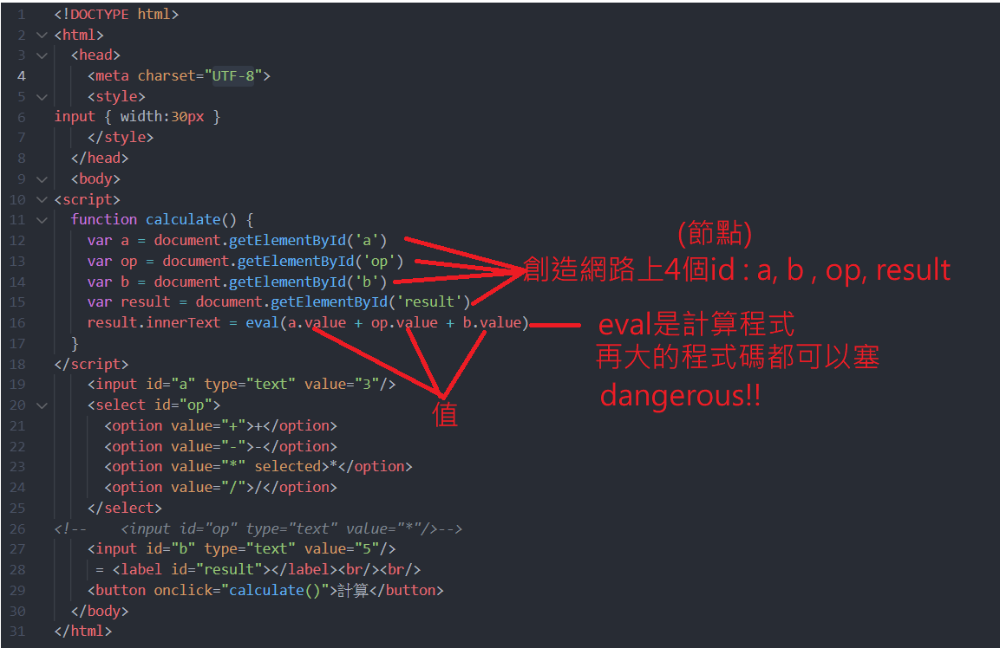 1 <!DOCTYPE html>
2 <html>
3 <head>
4 <meta charset="UTF-8">
5 <style>
6 input { width:30px }
7 </style>
8 </head>
9 <body>
10 <script>
11 function calculate() {
12 var a = document.getElementById('a')
13 var op = document.getElementById('op')
14 var b = document.getElementById('b')
15 var result = document.getElementById('result')
16 result.innerText = eval(a.value + op.value + b.value)
17 }
18 </script>
19 <input id="a" type="text" value="3"/>
20 <select id="op">
21 <option value="+">+</option>
22 <option value="-">-</option>
23 <option value="*" selected>*</option>
24 <option value="/">/</option>
25 </select>
26 <!-- <input id="op" type="text" value="*"/>-->
27 <input id="b" type="text" value="5"/>
28 = <label id="result"></label><br/><br/>
29 <button onclick="calculate()">計算</button>
30 </body>
31 </html>
(節點)
創造網路上4個id : a, b , op, result
eval是計算程式
再大的程式碼都可以塞
dangerous!!
值